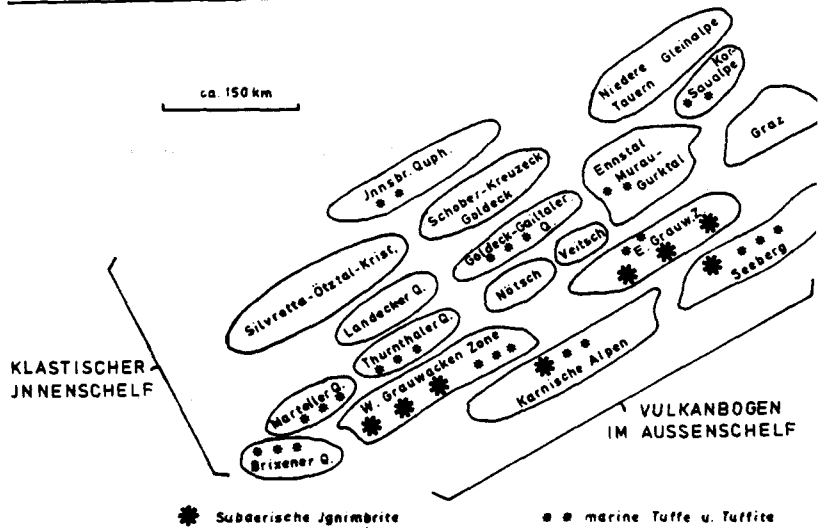 ca. 150 km
Niedere Gleinalpe
Tauern
Kor-
Saualpe
Graz
Jnnsbr. Quph.
Schober-Kreuzeck
Goldeck
Ennstal
Murau-
Gurktal
Goldeck-Gailtaler
Q.
Veitsch
E. Grauw.Z.
Seeberg
Silvretta-Ötztal-Krist.
Landecker Q.
Nötsch
Thurnthaler Q.
W. Grauwacken Zone
Karnische Alpen
KLASTISCHER
JNNENSCHELF
Marteller Q.
Brixener Q.
VULKANBOGEN
IM AUSSENSCHELF
Subaerische Jgnimbrite
marine Tuffe u. Tuffite